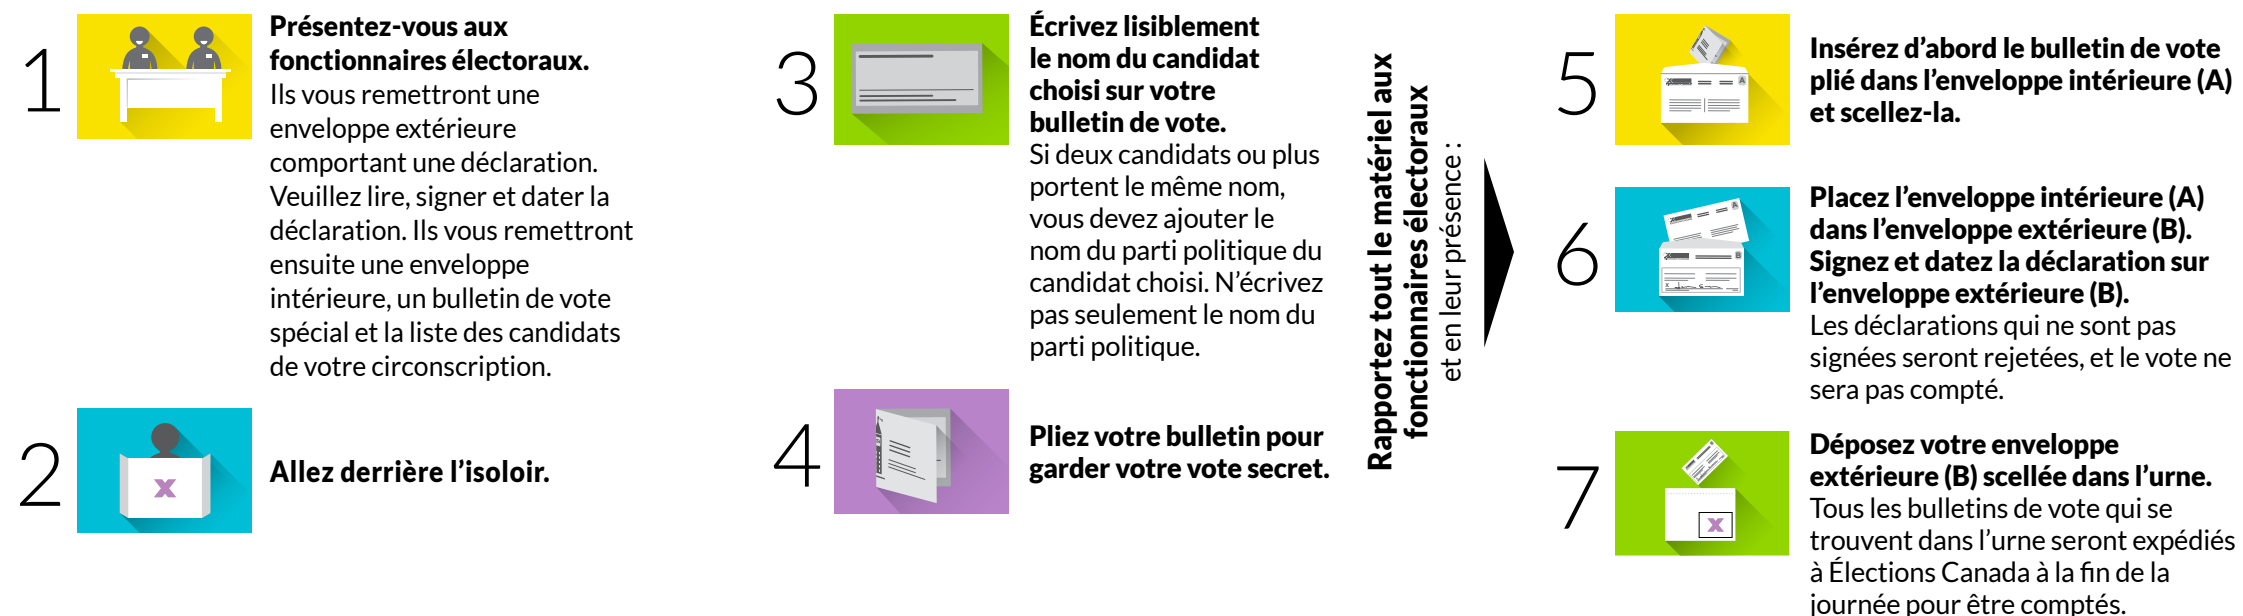 1
Présentez-vous aux
fonctionnaires électoraux.
Ils vous remettront une
enveloppe extérieure
comportant une déclaration.
Veuillez lire, signer et dater la
déclaration. Ils vous remettront
ensuite une enveloppe
intérieure, un bulletin de vote
spécial et la liste des candidats
de votre circonscription.
2
X
Allez derrière l’isoloir.
3
Écrivez lisiblement
le nom du candidat
choisi sur votre
bulletin de vote.
Si deux candidats ou plus
portent le même nom,
vous devez ajouter le
nom du parti politique du
candidat choisi. N’écrivez
pas seulement le nom du
parti politique.
4
Pliez votre bulletin pour
garder votre vote secret.
Rapportez tout le matériel aux
fonctionnaires électoraux
et en leur présence :
5
A
Insérez d’abord le bulletin de vote
plié dans l’enveloppe intérieure (A)
et scellez-la.
6
A
B
Placez l’enveloppe intérieure (A)
dans l’enveloppe extérieure (B).
Signez et datez la déclaration sur
l’enveloppe extérieure (B).
Les déclarations qui ne sont pas
signées seront rejetées, et le vote ne
sera pas compté.
7
X
Déposez votre enveloppe
extérieure (B) scellée dans l’urne.
Tous les bulletins de vote qui se
trouvent dans l’urne seront expédiés
à Élections Canada à la fin de la
journée pour être comptés.